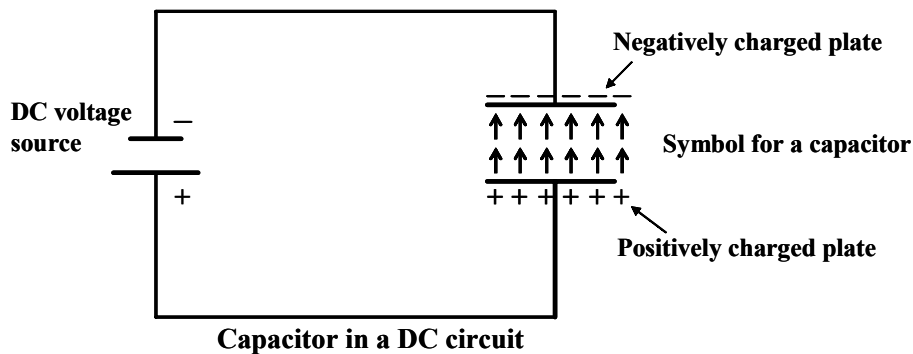 Negatively charged plate
DC voltage
source
− 
− − − − − −
Symbol for a capacitor
+
+ + + + + +
Positively charged plate
Capacitor in a DC circuit